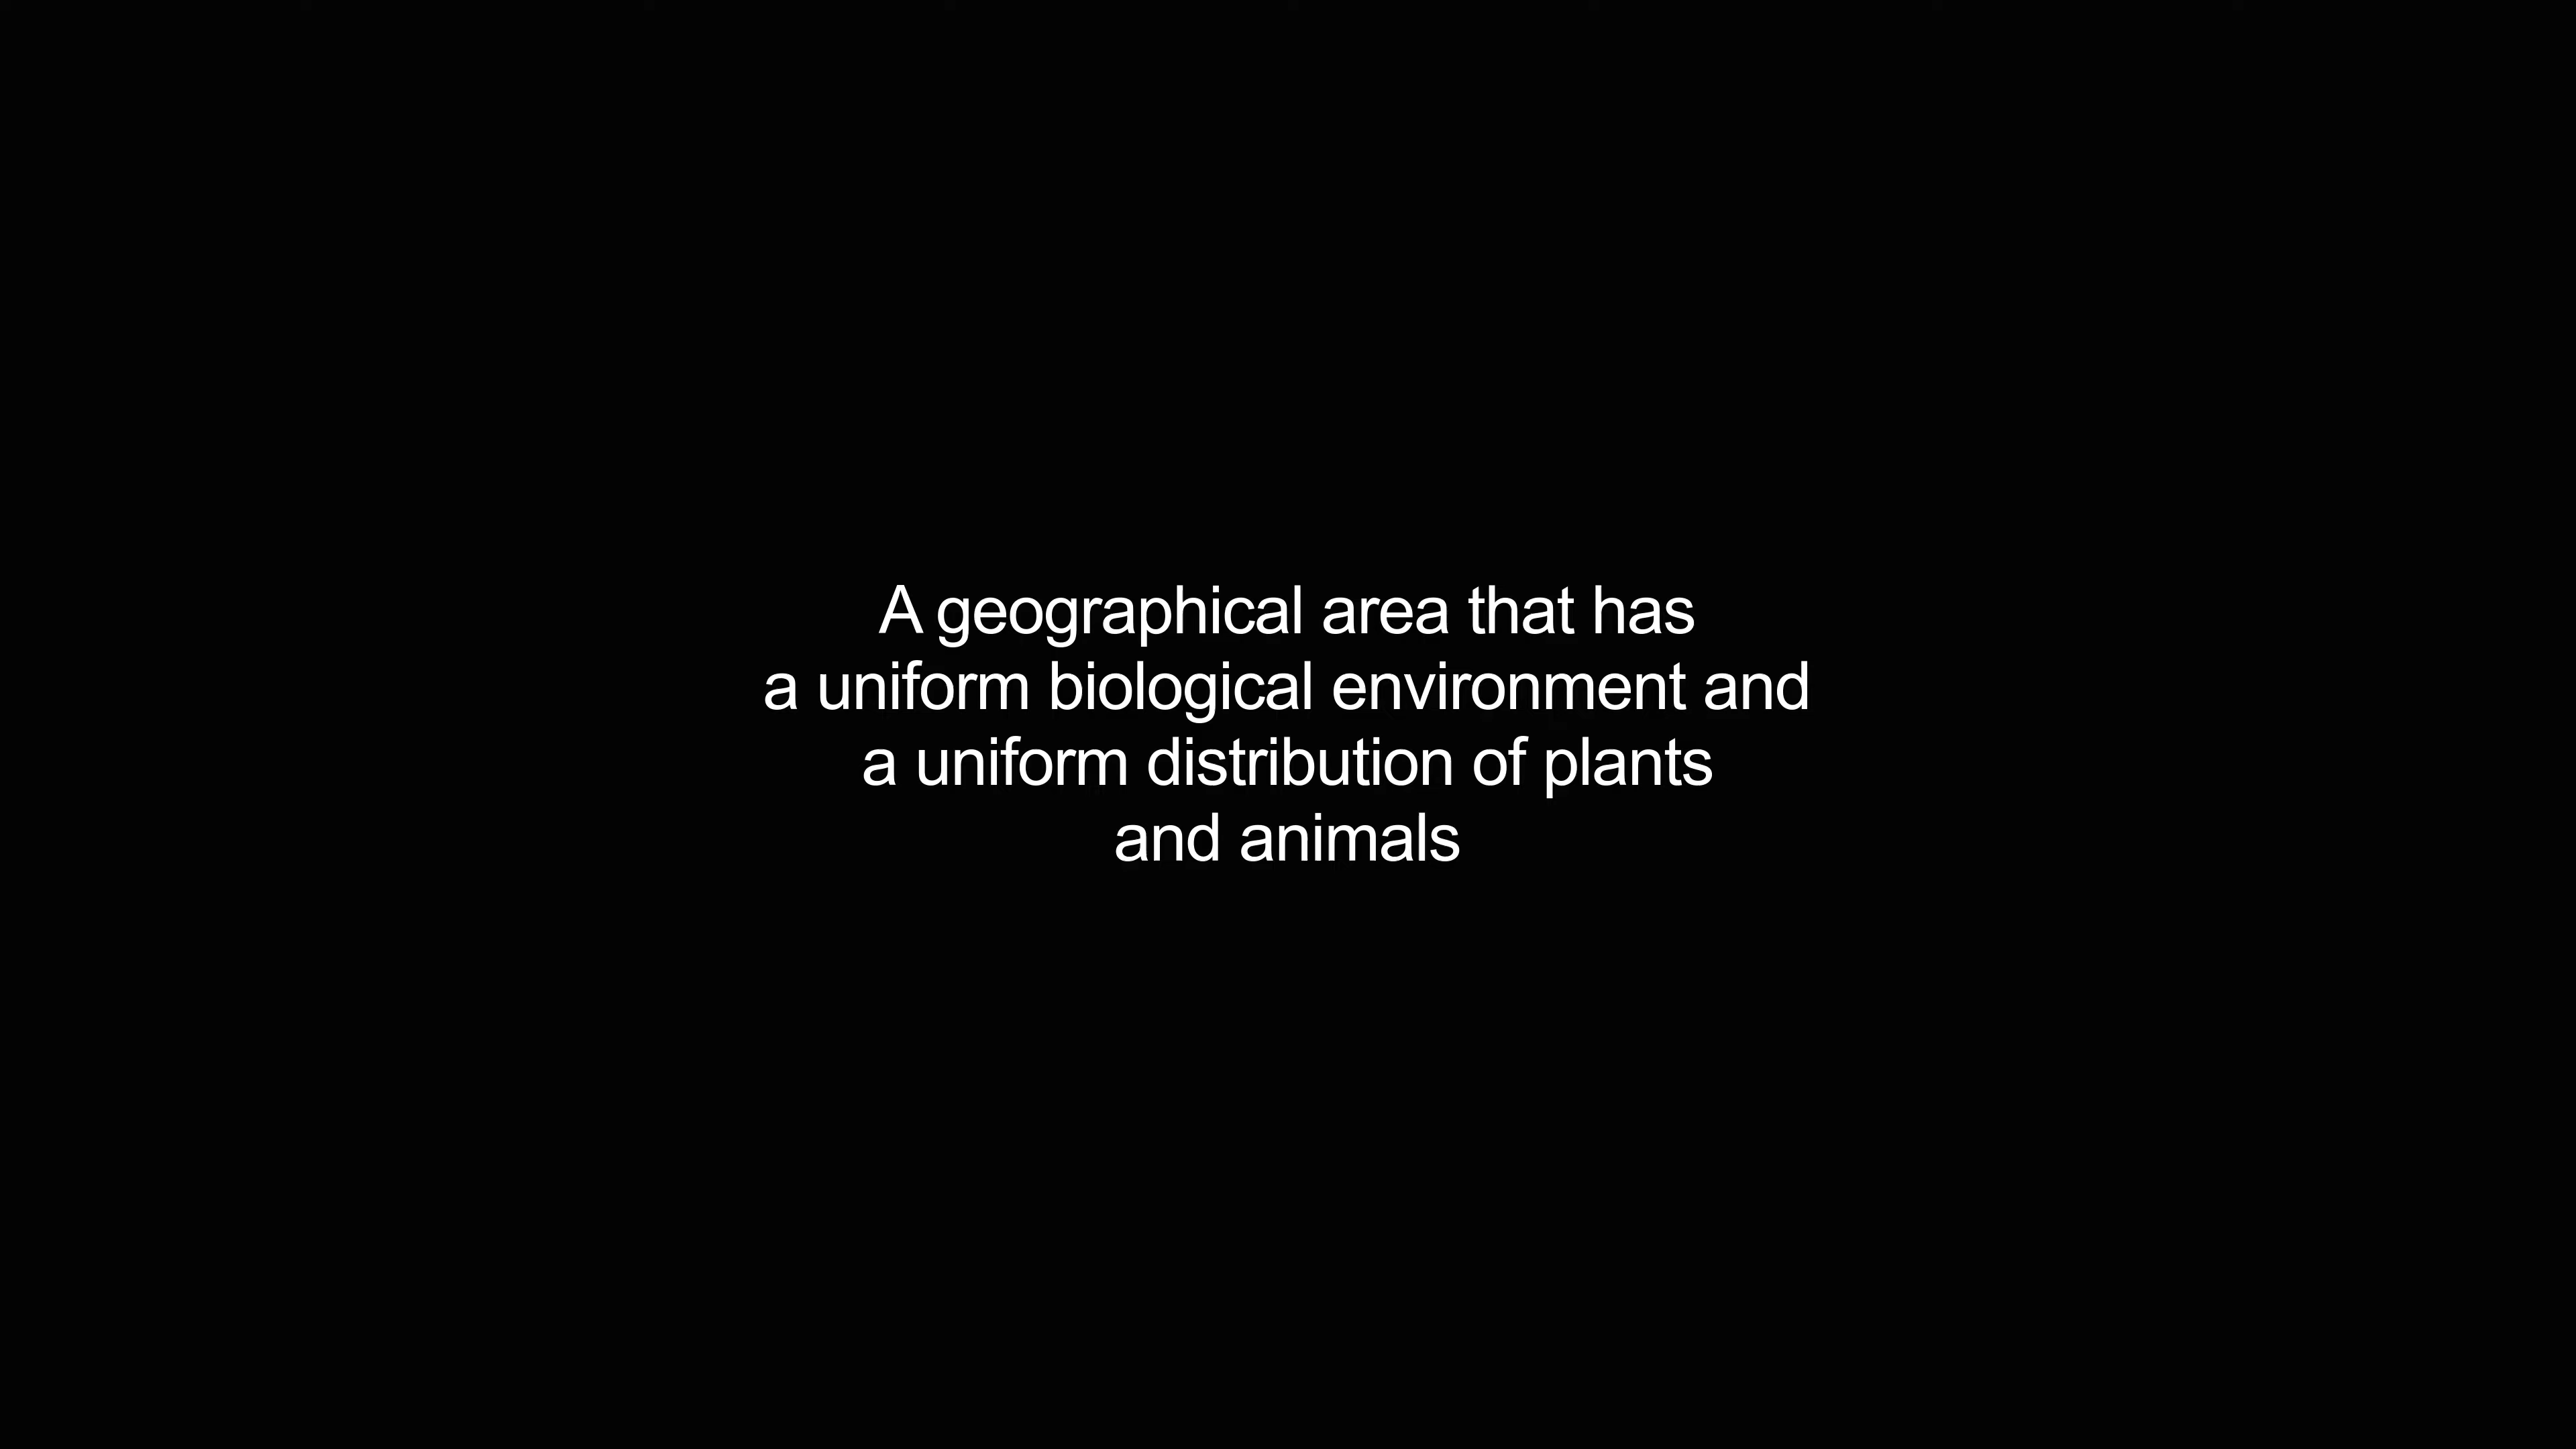 A geographical area that has
a uniform biological environment and
a uniform distribution of plants
and animals